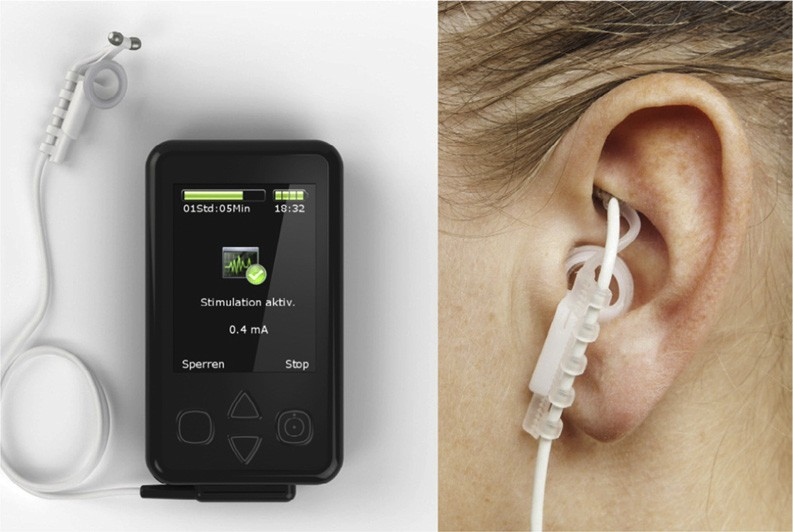 01Std:05Min 18:32
Stimulation aktiv.
0.4 mA
Sperren Stop